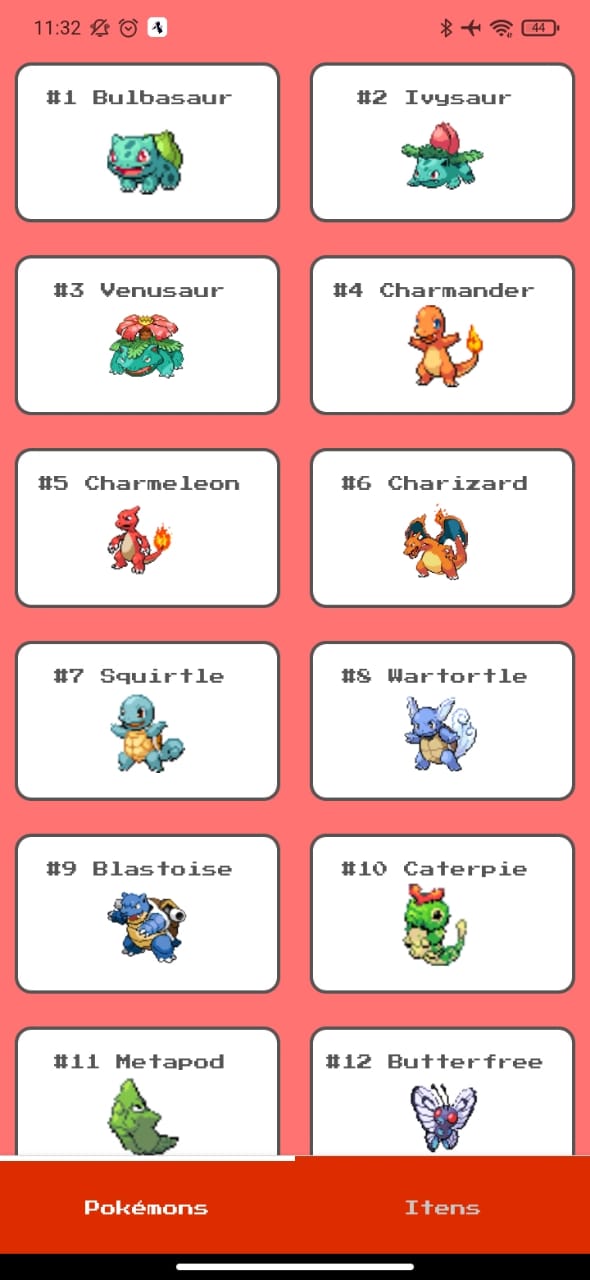 11:32 44
#1 Bulbasaur
#2 Ivysaur
#3 Venusaur
#4 Charmander
#5 Charmeleon
#6 Charizard
#7 Squirtle
#8 Wartortle
#9 Blastoise
#10 Caterpie
#11 Metapod
#12 Butterfree
Pokémons
Itens